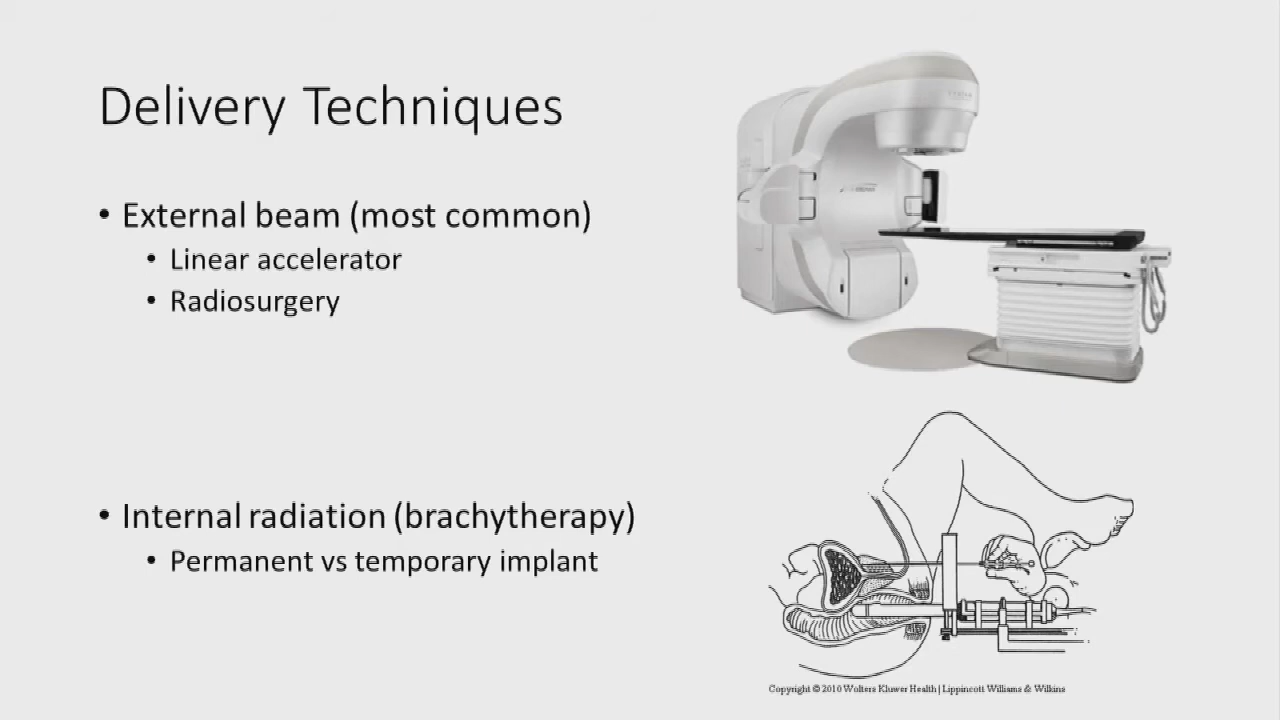 Delivery Techniques
• External beam (most common)
• Linear accelerator
• Radiosurgery
• Internal radiation (brachytherapy)
• Permanent vs temporary implant
Copyright © 2010 Wolters Kluwer Health | Lippincott Williams & Wilkins